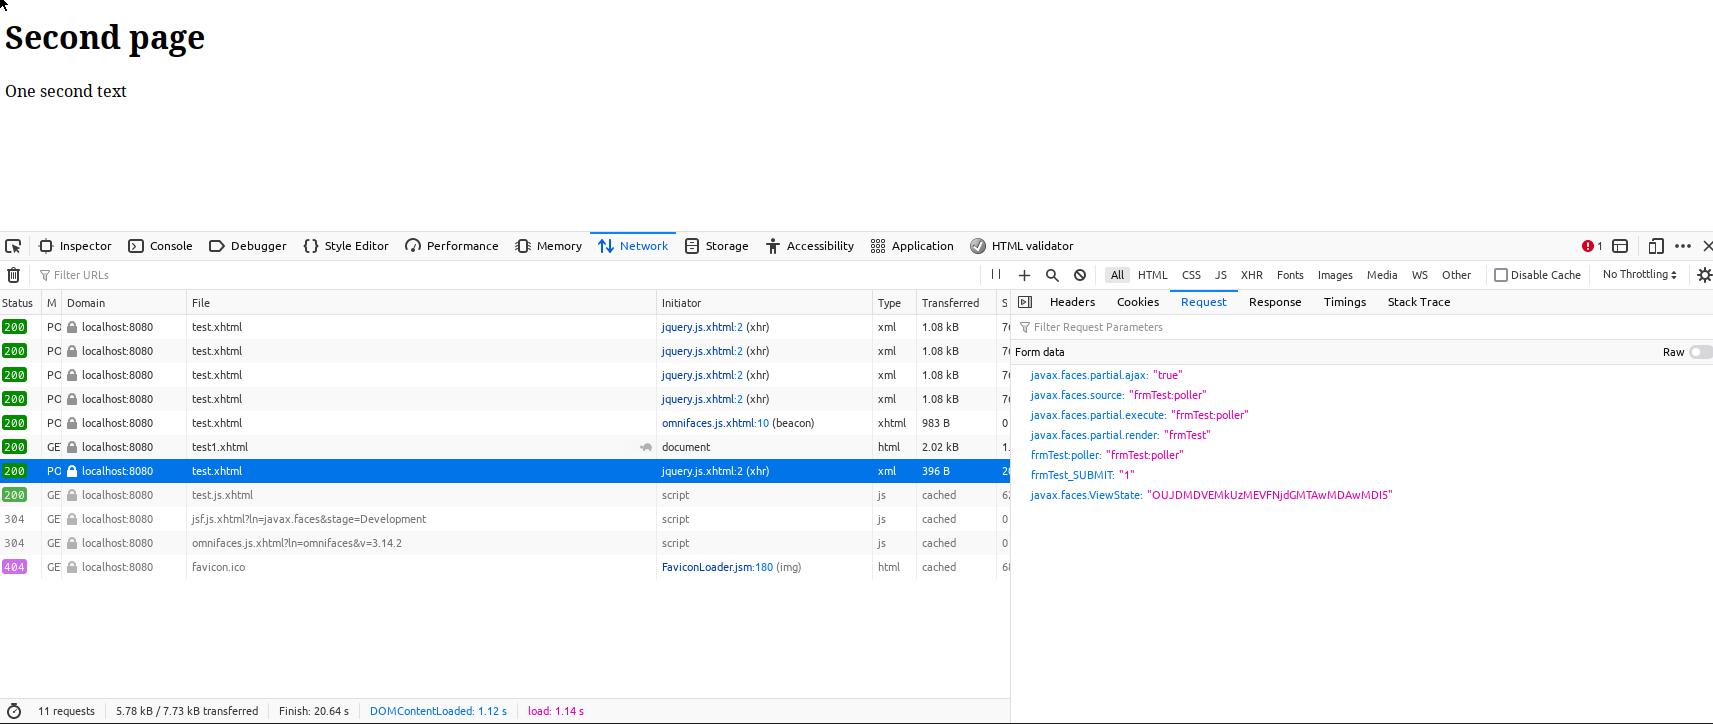 Second page
One second text
Inspector Console Debugger Style Editor Performance Memory Network Storage Accessibility Application HTML validator 1
Filter URLs All HTML CSS JS XHR Fonts Images Media WS Other Disable Cache No Throttling
Status M Domain File Initiator Type Transferred S
200 PO localhost:8080 test.xhtml jquery.js.xhtml:2 (xhr) xml 1.08 kB 76
200 PO localhost:8080 test.xhtml jquery.js.xhtml:2 (xhr) xml 1.08 kB 76
200 PO localhost:8080 test.xhtml jquery.js.xhtml:2 (xhr) xml 1.08 kB 76
200 PO localhost:8080 test.xhtml jquery.js.xhtml:2 (xhr) xml 1.08 kB 76
200 PO localhost:8080 test.xhtml omnifaces.js.xhtml:10 (beacon) xhtml 983 B 0
200 GE localhost:8080 test1.xhtml document html 2.02 kB 1.
200 PO localhost:8080 test.xhtml jquery.js.xhtml:2 (xhr) xml 396 B 20
200 GE localhost:8080 test.js.xhtml script js cached 62
304 GE localhost:8080 jsf.js.xhtml?ln=javax.faces&stage=Development script js cached 0
304 GE localhost:8080 omnifaces.js.xhtml?ln=omnifaces&v=3.14.2 script js cached 0
404 GE localhost:8080 favicon.ico FaviconLoader.jsm:180 (img) html cached 68
11 requests 5.78 kB / 7.73 kB transferred Finish: 20.64 s DOMContentLoaded: 1.12 s load: 1.14 s
Headers Cookies Request Response Timings Stack Trace
Filter Request Parameters
Form data Raw
javax.faces.partial.ajax: "true"
javax.faces.source: "frmTest:poller"
javax.faces.partial.execute: "frmTest:poller"
javax.faces.partial.render: "frmTest"
frmTest:poller: "frmTest:poller"
frmTest_SUBMIT: "1"
javax.faces.ViewState: "OUJDMDVEMkUzMEVFNjdGMTAwMDAwMDI5"